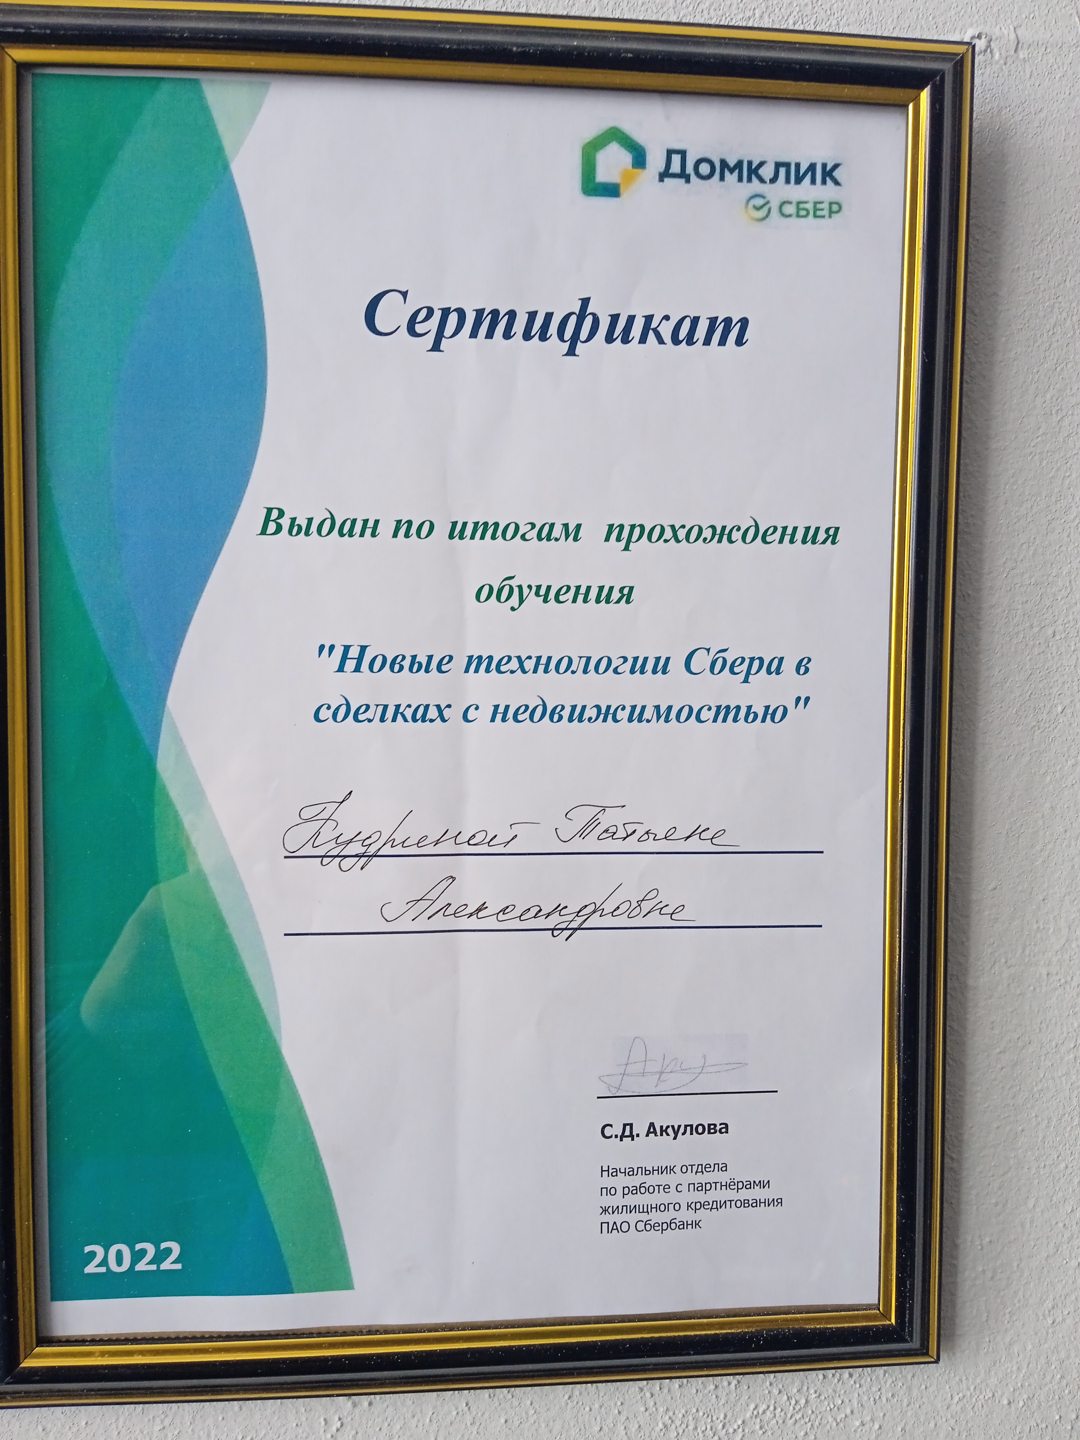 Домклик
СБЕР
Сертификат
Выдан по итогам прохождения
обучения
"Новые технологии Сбера в
сделках с недвижимостью"
Кудриной Татьяне
Александровне
С.Д. Акулова
Начальник отдела
по работе с партнёрами
жилищного кредитования
ПАО Сбербанк
2022